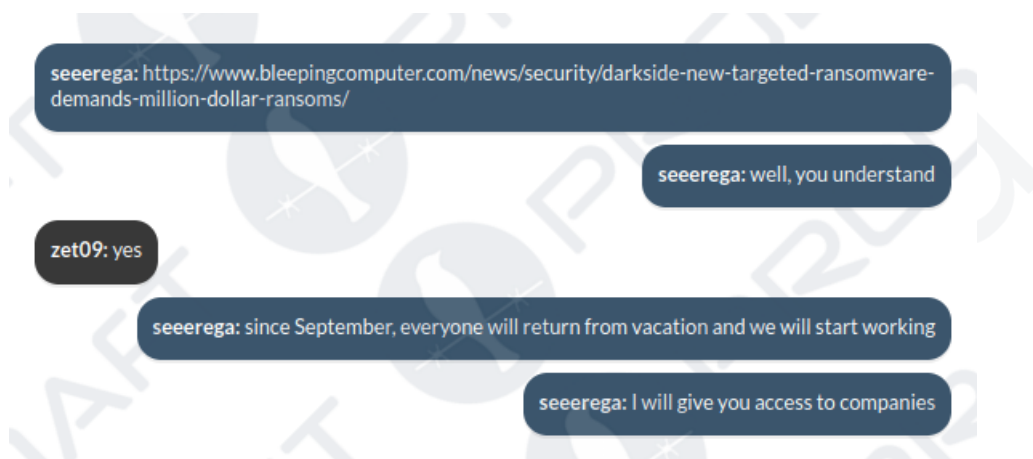 seeerega: https://www.bleepingcomputer.com/news/security/darkside-new-targeted-ransomware-
demands-million-dollar-ransoms/
seeerega: well, you understand
zet09: yes
seeerega: since September, everyone will return from vacation and we will start working
seeerega: I will give you access to companies